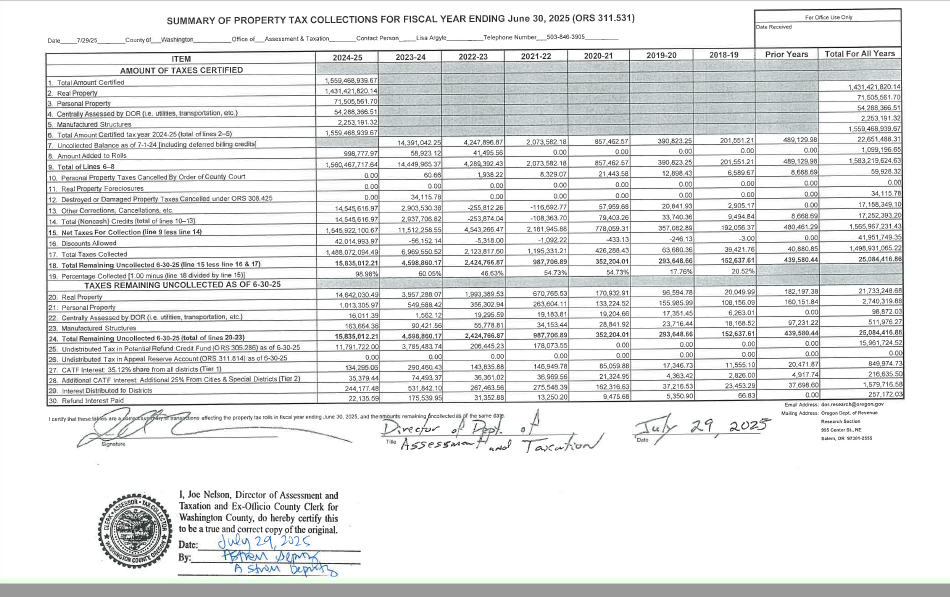 SUMMARY OF PROPERTY TAX COLLECTIONS FOR FISCAL YEAR ENDING June 30, 2025 (ORS 311.531)
For Office Use Only
Date Received
Date____7/29/25____County of___Washington________Office of___Assessment & Taxation_______Contact Person____Lisa Argyle______Telephone Number___503-846-3905________
ITEM 2024-25 2023-24 2022-23 2021-22 2020-21 2019-20 2018-19 Prior Years Total For All Years
AMOUNT OF TAXES CERTIFIED
1. Total Amount Certified 1,559,468,939.67
2. Real Property 1,431,421,820.14 1,431,421,820.14
3. Personal Property 71,505,561.70 71,505,561.70
4. Centrally Assessed by DOR (i.e. utilities, transportation, etc.) 54,288,366.51 54,288,366.51
5. Manufactured Structures 2,253,191.32 2,253,191.32
6. Total Amount Certified tax year 2024-25 (total of lines 2–5) 1,559,468,939.67 1,559,468,939.67
7. Uncollected Balance as of 7-1-24 [including deferred billing credits] 14,391,042.25 4,247,896.87 2,073,582.18 857,462.57 390,823.25 201,551.21 489,129.98 22,651,488.31
8. Amount Added to Rolls 998,777.97 58,923.12 41,495.56 0.00 0.00 0.00 0.00 0.00 1,099,196.65
9. Total of Lines 6–8 1,560,467,717.64 14,449,965.37 4,289,392.43 2,073,582.18 857,462.57 390,823.25 201,551.21 489,129.98 1,583,219,624.63
10. Personal Property Taxes Cancelled By Order of County Court 0.00 60.66 1,938.22 8,329.07 21,443.58 12,898.43 6,589.67 8,668.69 59,928.32
11. Real Property Foreclosures 0.00 0.00 0.00 0.00 0.00 0.00 0.00 0.00 0.00
12. Destroyed or Damaged Property Taxes Cancelled under ORS 308.425 0.00 34,115.78 0.00 0.00 0.00 0.00 0.00 0.00 34,115.78
13. Other Corrections, Cancellations, etc 14,545,616.97 2,903,530.38 -255,812.26 -116,692.77 57,959.68 20,841.93 2,905.17 0.00 17,158,349.10
14. Total (Noncash) Credits (total of lines 10–13) 14,545,616.97 2,937,706.82 -253,874.04 -108,363.70 79,403.26 33,740.36 9,494.84 8,668.69 17,252,393.20
15. Net Taxes For Collection (line 9 less line 14) 1,545,922,100.67 11,512,258.55 4,543,266.47 2,181,945.88 778,059.31 357,082.89 192,056.37 480,461.29 1,565,967,231.43
16. Discounts Allowed 42,014,993.97 -56,152.14 -5,318.00 -1,092.22 -433.13 -246.13 -3.00 0.00 41,951,749.35
17. Total Taxes Collected 1,488,072,094.49 6,969,550.52 2,123,817.60 1,195,331.21 426,288.43 63,680.36 39,421.76 40,880.85 1,498,931,065.22
18. Total Remaining Uncollected 6-30-25 (line 15 less line 16 & 17) 15,835,012.21 4,598,860.17 2,424,766.87 987,706.89 352,204.01 293,648.66 152,637.61 439,580.44 25,084,416.86
19. Percentage Collected [1.00 minus (line 18 divided by line 15)] 98.98% 60.05% 46.63% 54.73% 54.73% 17.76% 20.52%
TAXES REMAINING UNCOLLECTED AS OF 6-30-25
20. Real Property 14,642,030.49 3,957,288.07 1,993,389.53 670,765.53 170,932.91 96,594.78 20,049.99 182,197.38 21,733,248.68
21. Personal Property 1,013,305.97 549,588.42 356,302.94 263,604.11 133,224.52 155,985.99 108,156.09 160,151.84 2,740,319.88
22. Centrally Assessed by DOR (i.e. utilities, transportation, etc.) 16,011.39 1,562.12 19,295.59 19,183.81 19,204.66 17,351.45 6,263.01 0.00 98,872.03
23. Manufactured Structures 163,664.36 90,421.56 55,778.81 34,153.44 28,841.92 23,716.44 18,168.52 97,231.22 511,976.27
24. Total Remaining Uncollected 6-30-25 (total of lines 20-23) 15,835,012.21 4,598,860.17 2,424,766.87 987,706.89 352,204.01 293,648.66 152,637.61 439,580.44 25,084,416.86
25. Undistributed Tax in Potential Refund Credit Fund (ORS 305.286) as of 6-30-25 11,791,722.00 3,785,483.74 206,445.23 178,073.55 0.00 0.00 0.00 0.00 15,961,724.52
26. Undistributed Tax in Appeal Reserve Account (ORS 311.814) as of 6-30-25 0.00 0.00 0.00 0.00 0.00 0.00 0.00 0.00 0.00
27. CATF Interest: 35.12% share from all districts (Tier 1) 134,295.06 290,460.43 143,835.88 146,949.78 85,059.88 17,346.73 11,555.10 20,471.87 849,974.73
28. Additional CATF Interest: Additional 25% From Cities & Special Districts (Tier 2) 35,379.44 74,493.37 36,361.02 36,969.56 21,324.95 4,363.42 2,826.00 4,917.74 216,635.50
29. Interest Distributed to Districts 244,177.48 531,842.10 267,463.56 275,548.39 162,316.63 37,216.53 23,453.29 37,698.60 1,579,716.58
30. Refund Interest Paid 22,135.59 175,539.95 31,352.88 13,250.20 9,475.68 5,350.90 66.83 0.00 257,172.03
I certify that these tables are a correct summary of transactions affecting the property tax rolls in fiscal year ending June 30, 2025, and the amounts remaining uncollected as of the same date.
Email Address: dor.research@oregon.gov
Mailing Address: Oregon Dept. of Revenue
Research Section
955 Center St., NE
Salem, OR 97301-2555
Signature
Title Director of Dept. of
Assessment and Taxation
Date July 29, 2025
I, Joe Nelson, Director of Assessment and
Taxation and Ex-Officio County Clerk for
Washington County, do hereby certify this
to be a true and correct copy of the original.
Date: July 29, 2025
By: